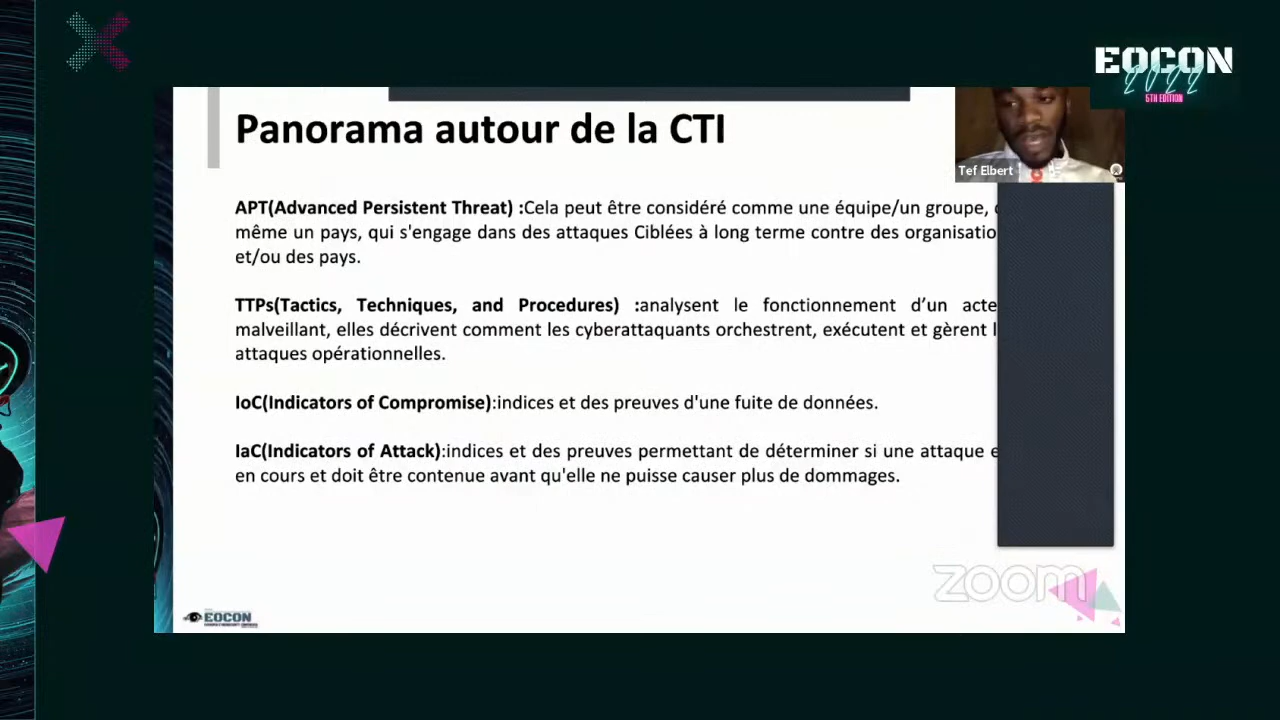 EOCON
2022
5TH EDITION
Panorama autour de la CTI
Tef Elbert
APT(Advanced Persistent Threat) :Cela peut être considéré comme une équipe/un groupe,
même un pays, qui s'engage dans des attaques Ciblées à long terme contre des organisatio
et/ou des pays.
TTPs(Tactics, Techniques, and Procedures) :analysent le fonctionnement d’un acte
malveillant, elles décrivent comment les cyberattaquants orchestrent, exécutent et gèrent l
attaques opérationnelles.
IoC(Indicators of Compromise):indices et des preuves d'une fuite de données.
IaC(Indicators of Attack):indices et des preuves permettant de déterminer si une attaque e
en cours et doit être contenue avant qu'elle ne puisse causer plus de dommages.
zoom
EOCON